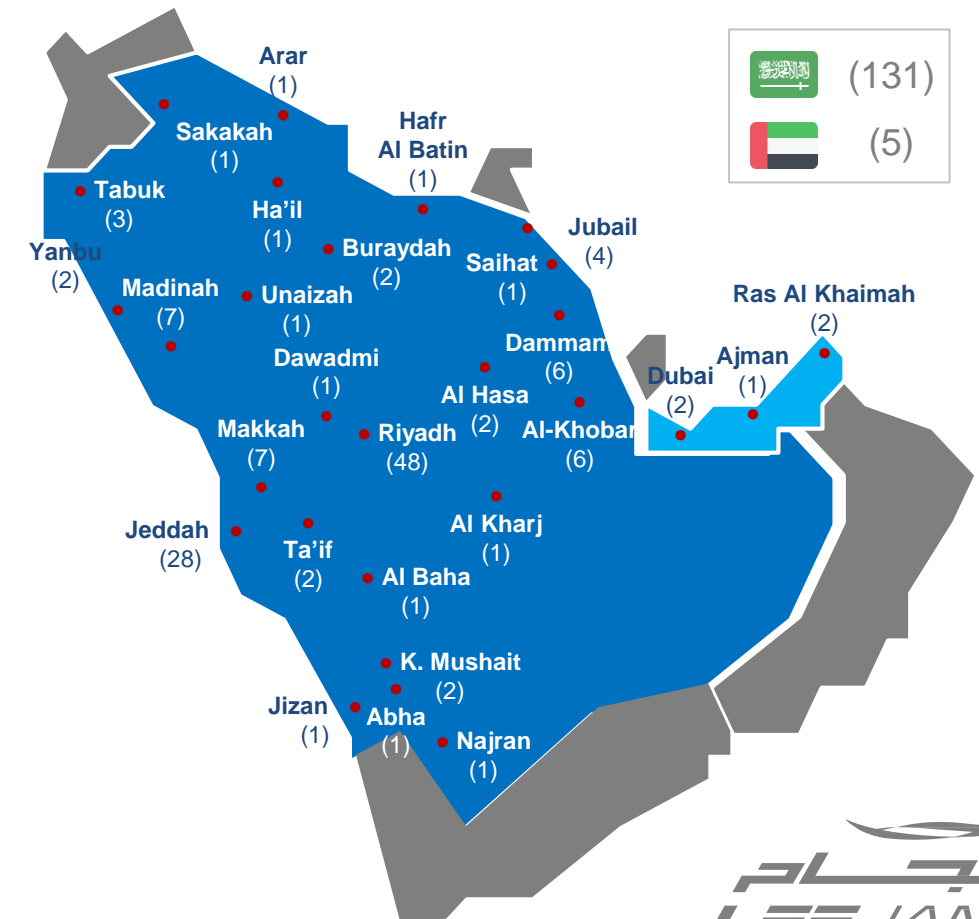 Arar
(1)
(131)
(5)
Sakakah
(1)
Hafr
Al Batin
(1)
Tabuk
(3)
Ha'il
(1)
Jubail
(4)
Yanbu
(2)
Buraydah
(2)
Saihat
(1)
Madinah
(7)
Unaizah
(1)
Ras Al Khaimah
(2)
Dawadmi
(1)
Dammam
(6)
Ajman
(1)
Dubai
(2)
Al Hasa
(2)
Makkah
(7)
Riyadh
(48)
Al-Khobar
(6)
Jeddah
(28)
Ta'if
(2)
Al Kharj
(1)
Al Baha
(1)
K. Mushait
(2)
Jizan
(1)
Abha
(1)
Najran
(1)